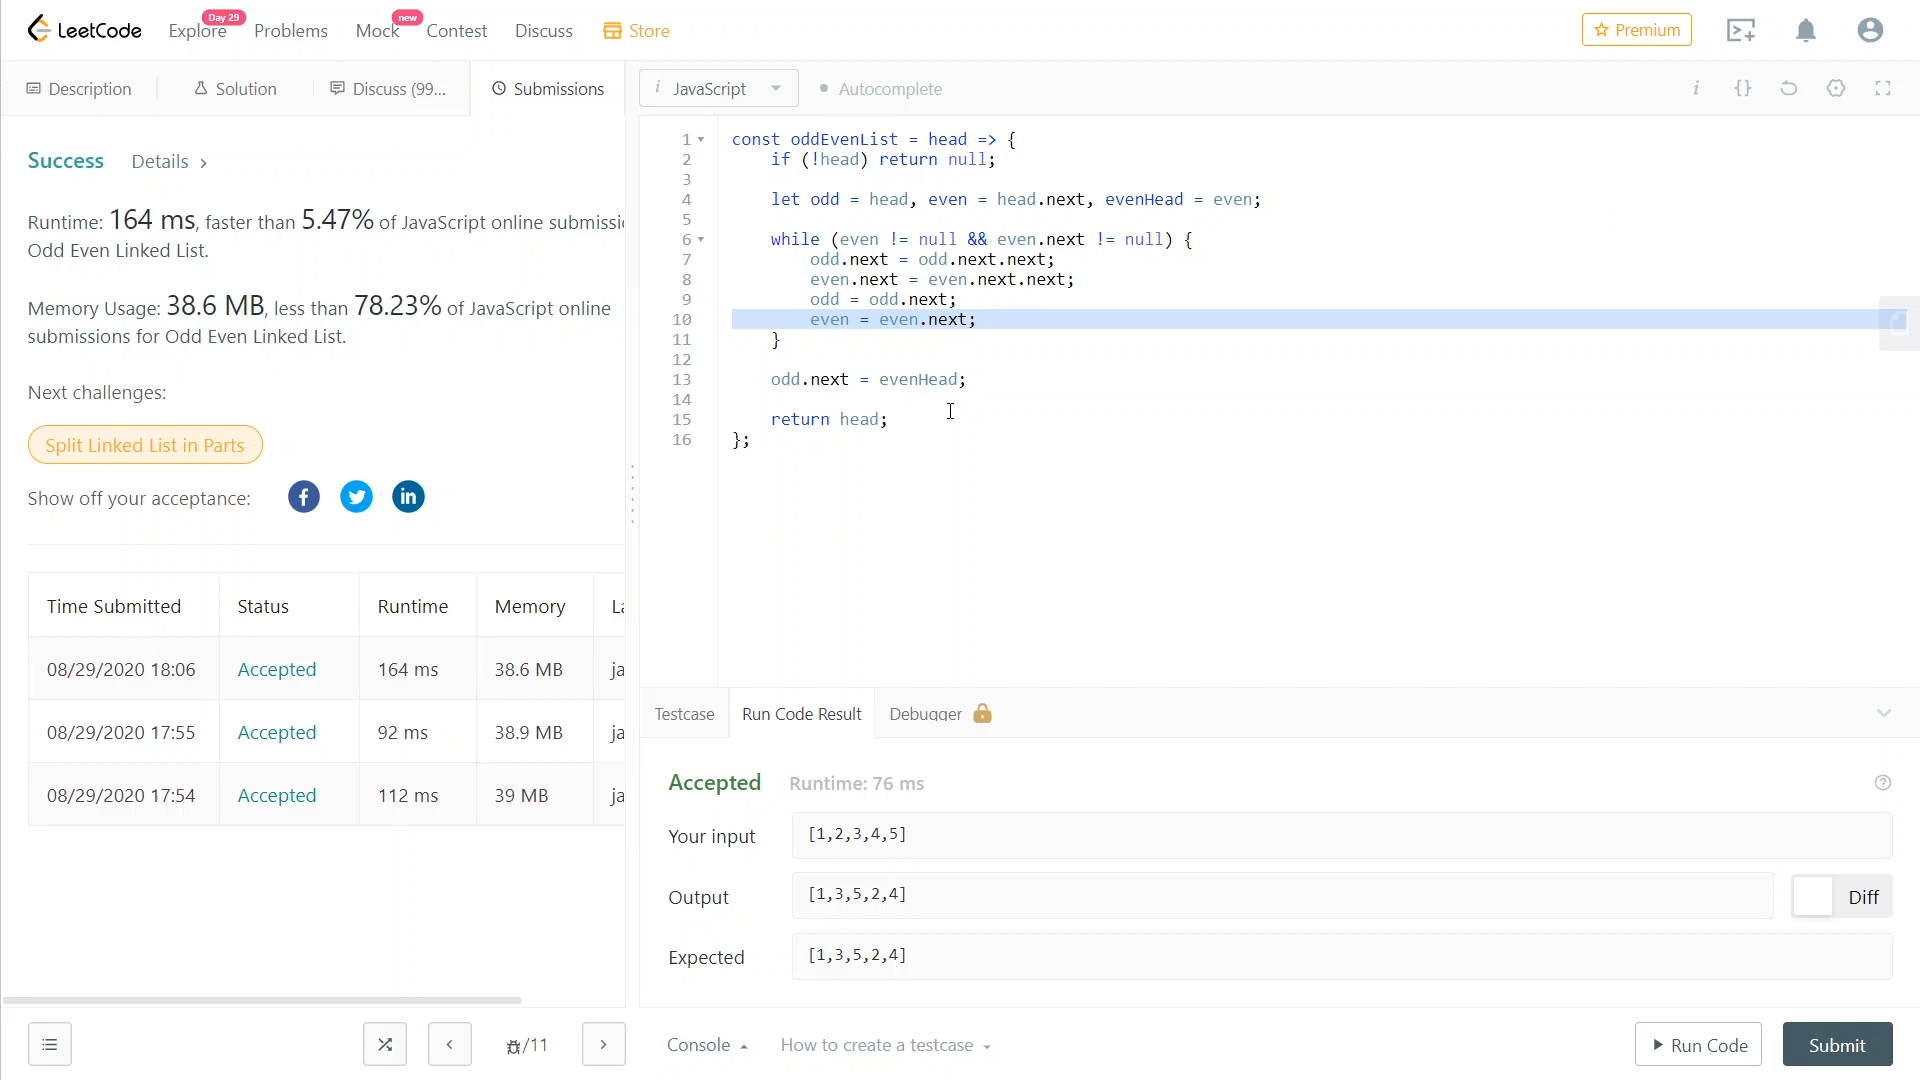 LeetCode
Explore
Day 29
Problems
Mock
new
Contest
Discuss
Store
Premium
Description
Solution
Discuss (99...
Submissions
i JavaScript
Autocomplete
i {}
Success Details >
Runtime: 164 ms, faster than 5.47% of JavaScript online submissi
Odd Even Linked List.
Memory Usage: 38.6 MB, less than 78.23% of JavaScript online
submissions for Odd Even Linked List.
Next challenges:
Split Linked List in Parts
Show off your acceptance:
Time Submitted Status Runtime Memory La
08/29/2020 18:06 Accepted 164 ms 38.6 MB ja
08/29/2020 17:55 Accepted 92 ms 38.9 MB ja
08/29/2020 17:54 Accepted 112 ms 39 MB ja
/11
1 const oddEvenList = head => {
2 if (!head) return null;
3
4 let odd = head, even = head.next, evenHead = even;
5
6 while (even != null && even.next != null) {
7 odd.next = odd.next.next;
8 even.next = even.next.next;
9 odd = odd.next;
10 even = even.next;
11 }
12
13 odd.next = evenHead;
14
15 return head;
16 };
Testcase
Run Code Result
Debugger
Accepted Runtime: 76 ms
Your input [1,2,3,4,5]
Output [1,3,5,2,4]
Diff
Expected [1,3,5,2,4]
Console
How to create a testcase
Run Code
Submit